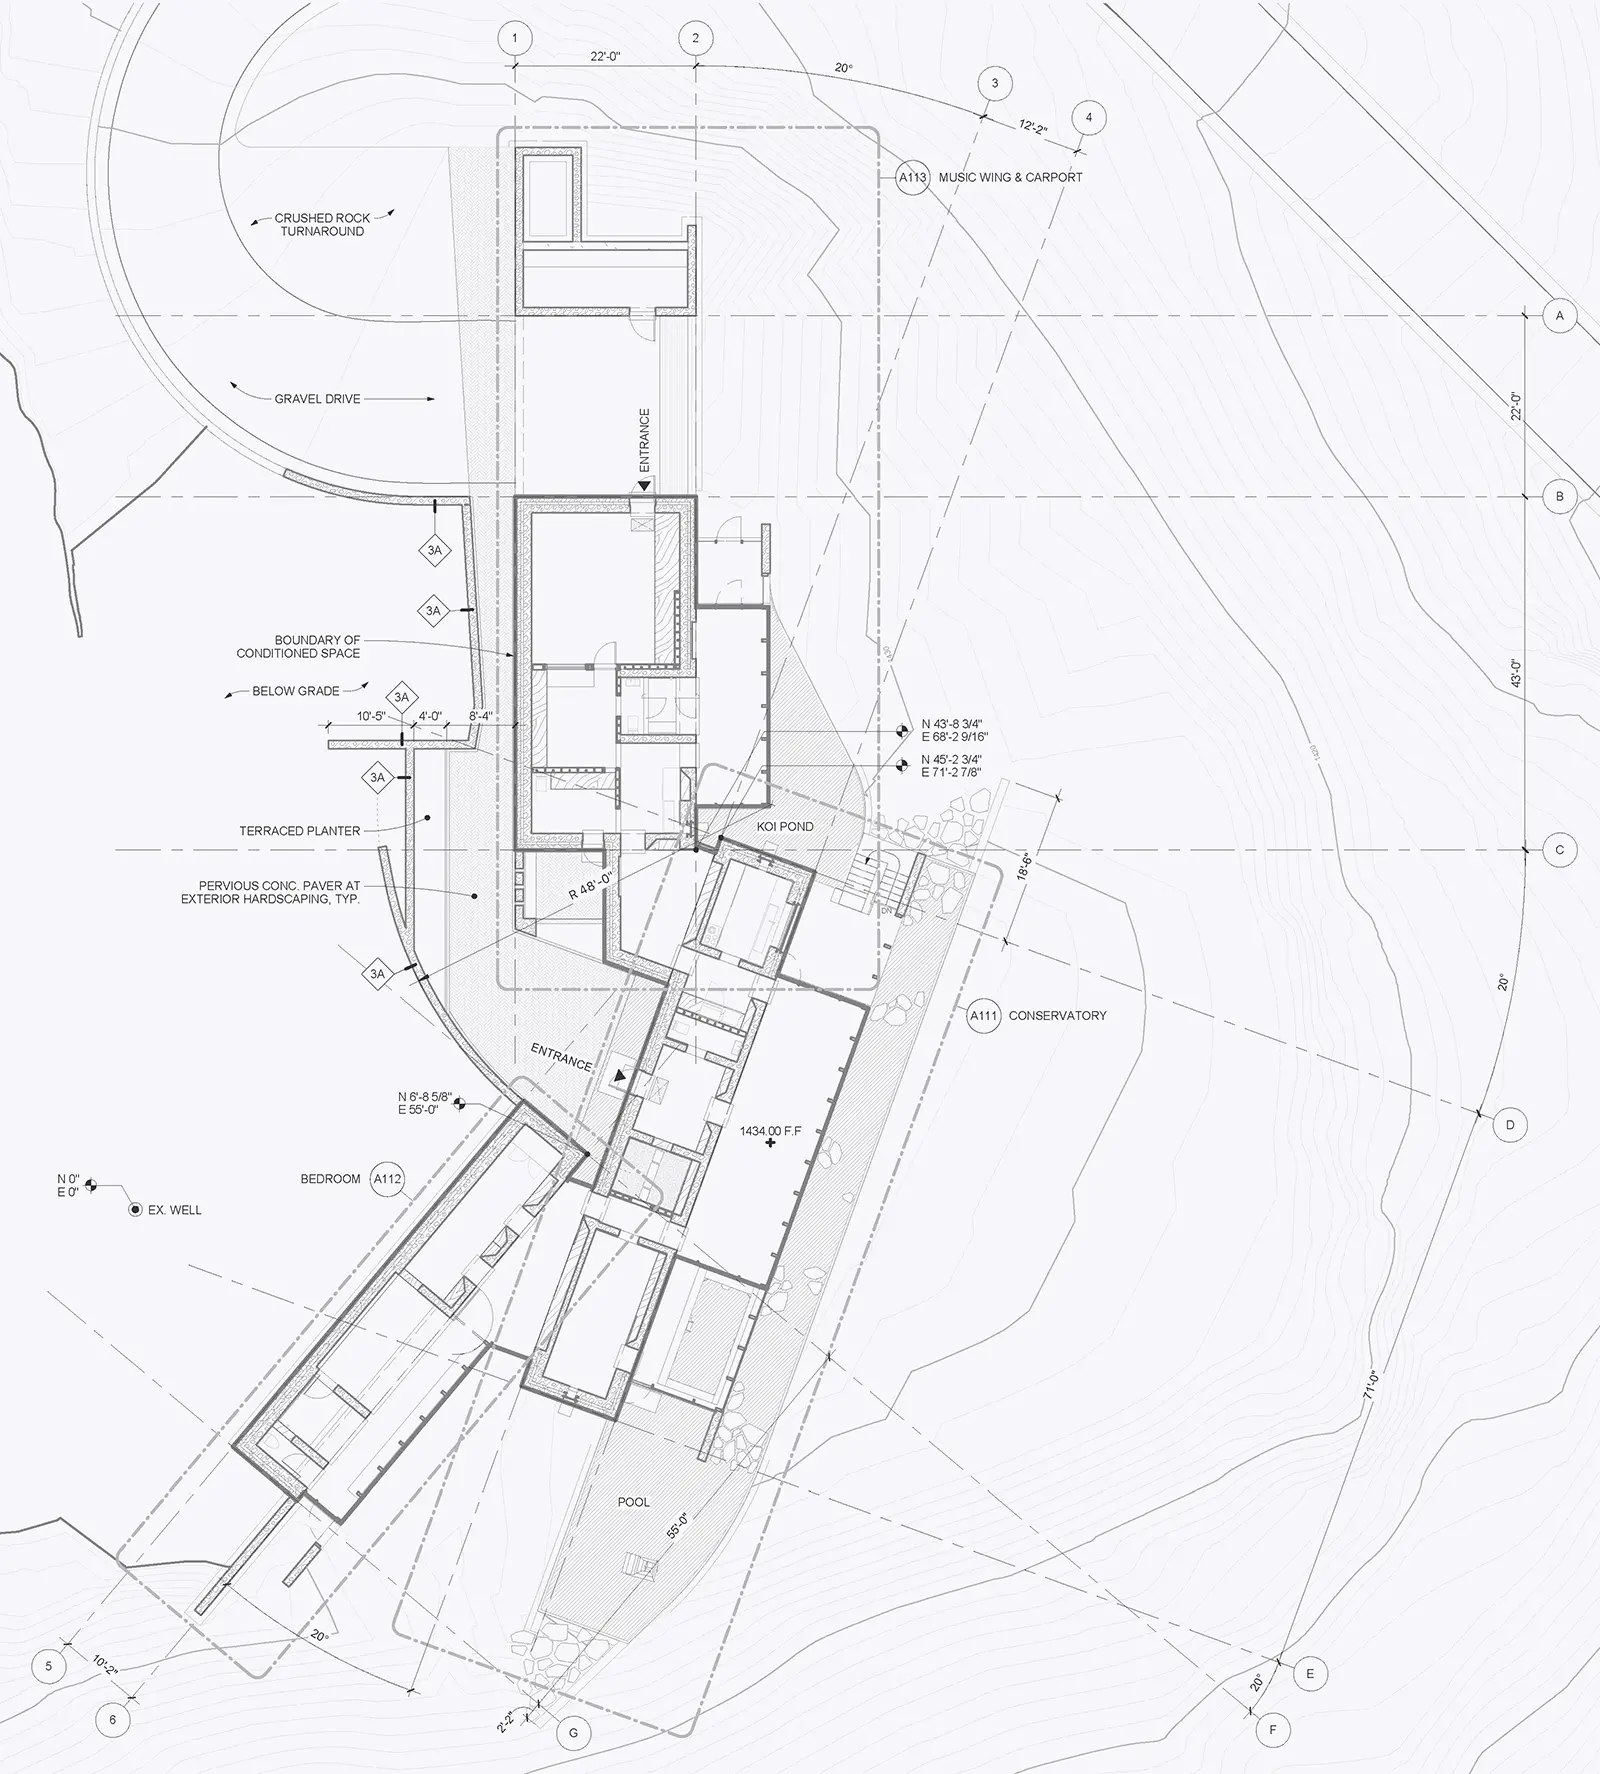 1
2
22'-0"
20°
3
12'-2"
4
A113
MUSIC WING & CARPORT
CRUSHED ROCK
TURNAROUND
A
GRAVEL DRIVE
22'-0"
ENTRANCE
B
3A
3A
BOUNDARY OF
CONDITIONED SPACE
1430
43'-0"
BELOW GRADE
3A
10'-5"
4'-0"
8'-4"
N 43'-8 3/4"
E 68'-2 9/16"
1420
N 45'-2 3/4"
E 71'-2 7/8"
3A
TERRACED PLANTER
KOI POND
C
18'-6"
PERVIOUS CONC. PAVER AT
EXTERIOR HARDSCAPING, TYP.
R 48'-0"
DN
3A
20°
A111
CONSERVATORY
ENTRANCE
N 6'-8 5/8"
E 55'-0"
1434.00 F.F
D
BEDROOM
A112
N 0"
E 0"
EX. WELL
71'-0"
POOL
55'-0"
20°
5
10'-2"
6
2'-2"
G
E
20°
F